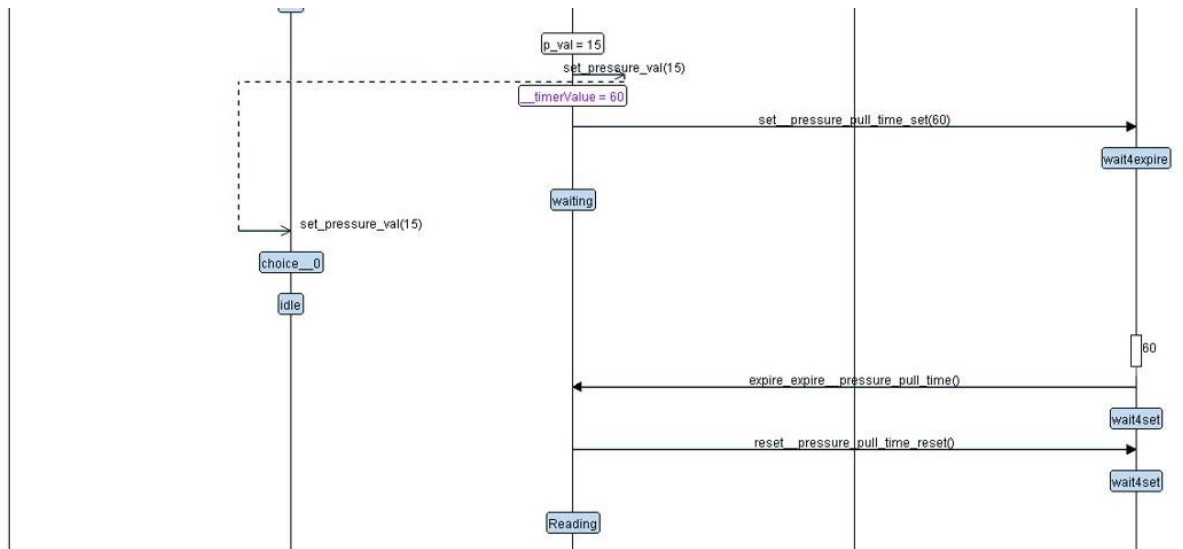 p_val = 15
set_pressure_val(15)
__timerValue = 60
set__pressure_pull_time_set(60)
wait4expire
waiting
set_pressure_val(15)
choice__0
idle
60
expire_expire__pressure_pull_time()
wait4set
reset__pressure_pull_time_reset()
wait4set
Reading